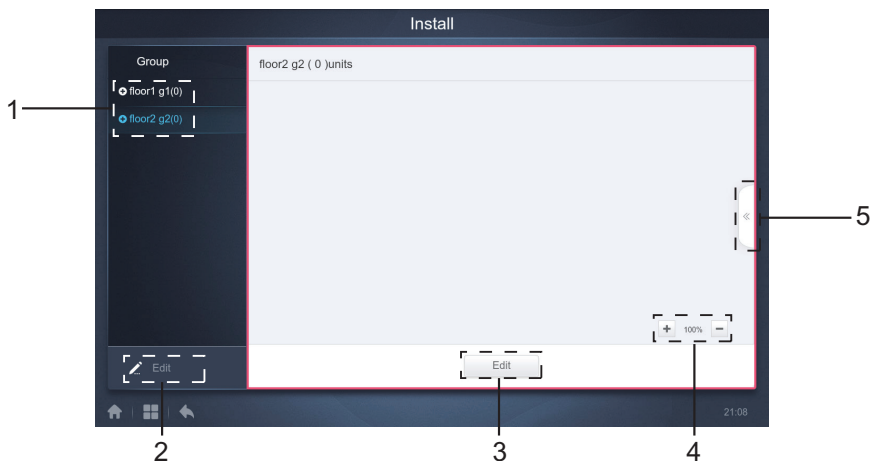 Install
Group
floor2 g2 ( 0 )units
floor1 g1(0)
1
floor2 g2(0)
5
100%
Edit
Edit
21:08
2
3
4